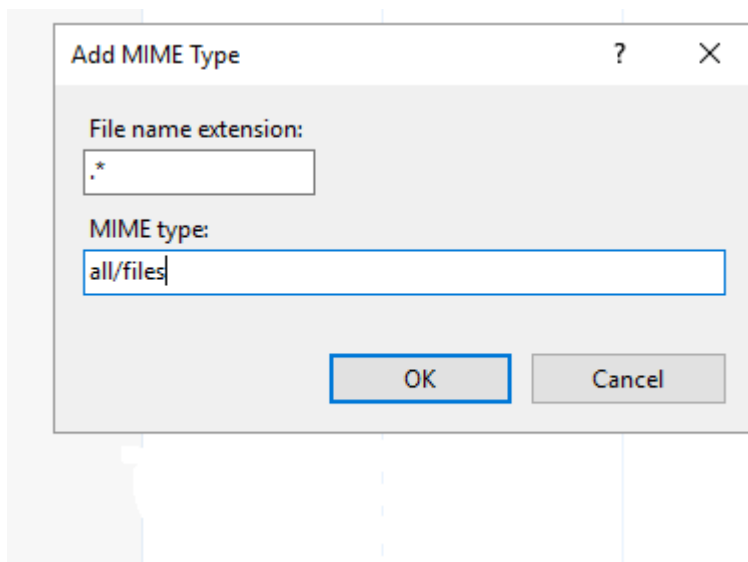 Add MIME Type ?
File name extension:
.*
MIME type:
all/files
OK Cancel